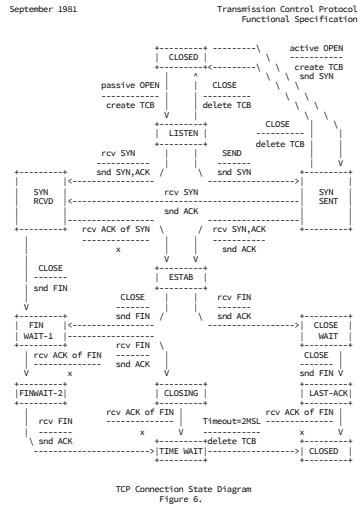 September 1981
Transmission Control Protocol
Functional Specification
active OPEN
CLOSED
create TCB
snd SYN
passive OPEN
CLOSE
create TCB
delete TCB
CLOSE
LISTEN
delete TCB
rcv SYN
SEND
snd SYN,ACK
snd SYN
SYN
rcv SYN
SYN
RCVD
SENT
snd ACK
rcv ACK of SYN
rcv SYN,ACK
x
snd ACK
CLOSE
ESTAB
snd FIN
CLOSE
rcv FIN
snd FIN
snd ACK
FIN
CLOSE
WAIT-1
WAIT
rcv FIN
rcv ACK of FIN
CLOSE
snd ACK
x
snd FIN V
FINWAIT-2
CLOSING
LAST-ACK
rcv ACK of FIN
rcv ACK of FIN
rcv FIN
Timeout=2MSL
x
x
snd ACK
delete TCB
TIME WAIT
CLOSED
TCP Connection State Diagram
Figure 6.